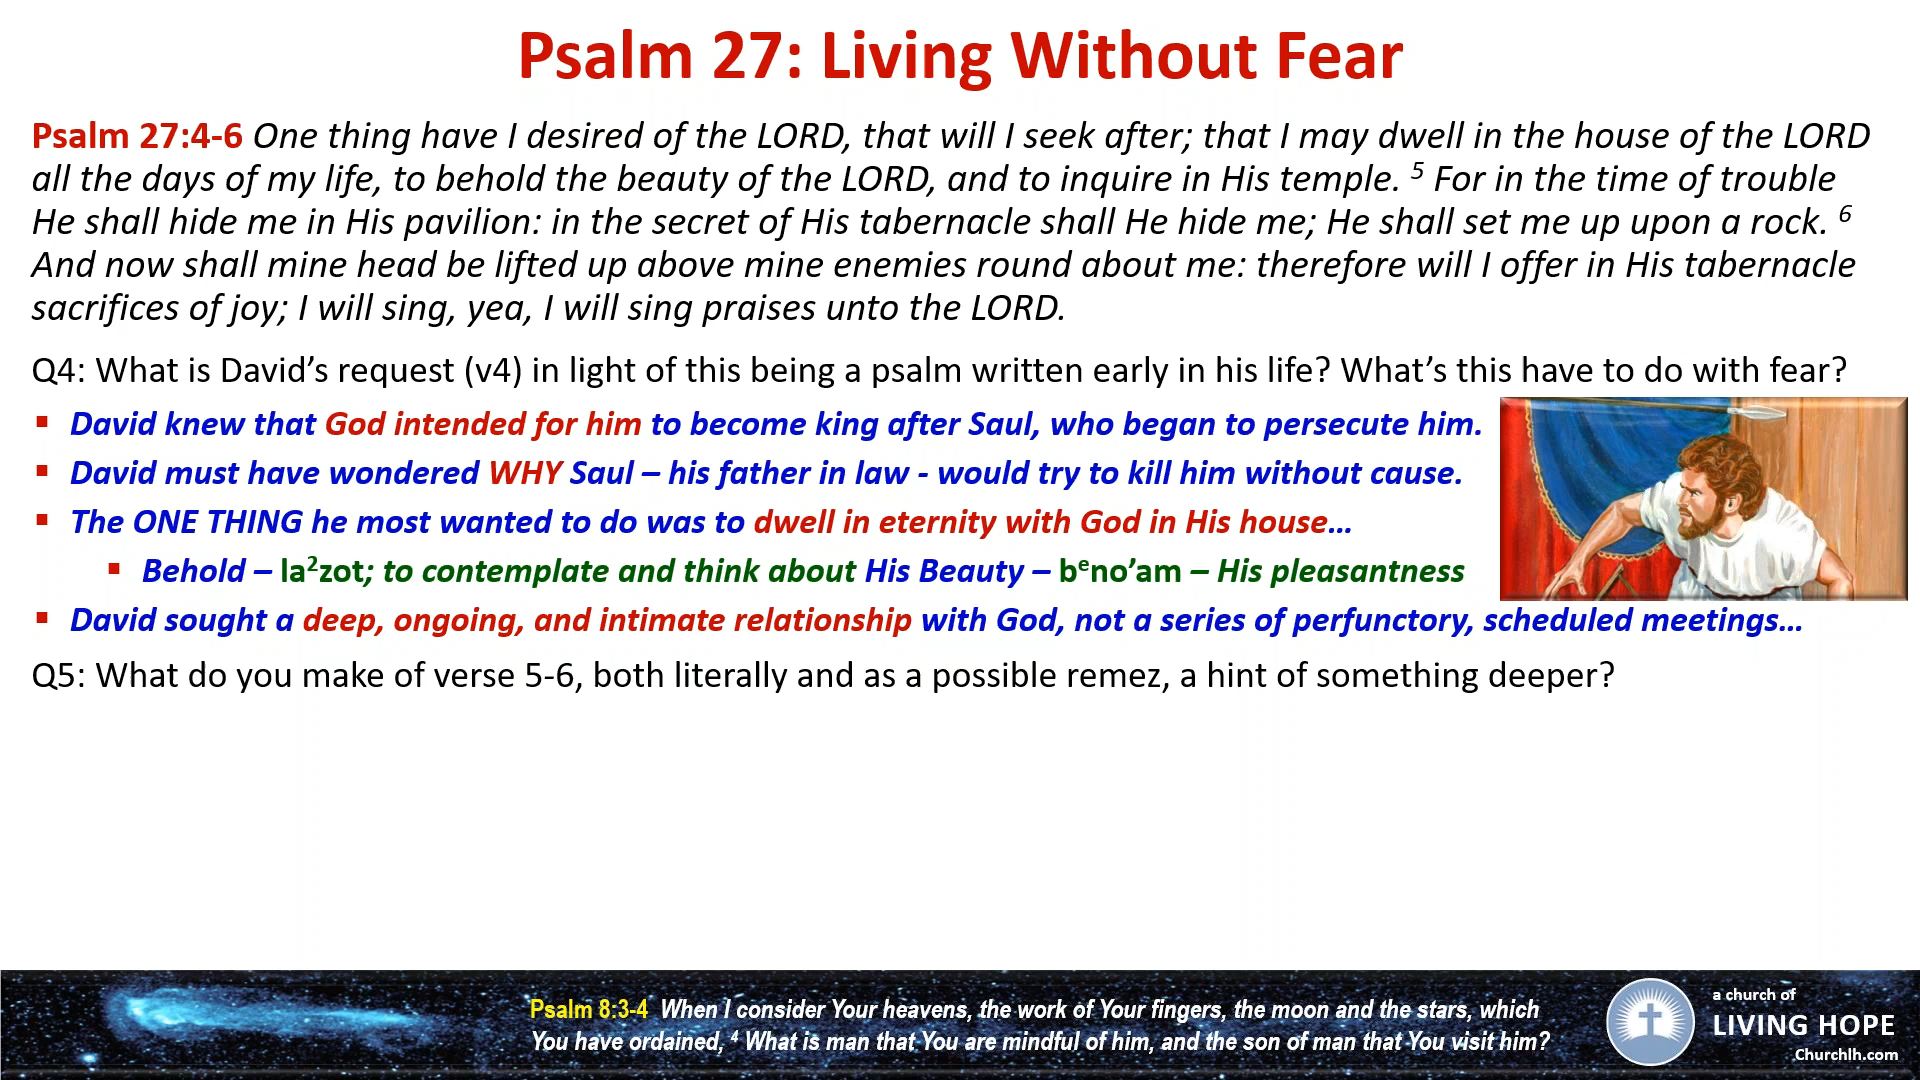 Psalm 27: Living Without Fear
Psalm 27:4-6 One thing have I desired of the LORD, that will I seek after; that I may dwell in the house of the LORD
all the days of my life, to behold the beauty of the LORD, and to inquire in His temple. ⁵ For in the time of trouble
He shall hide me in His pavilion: in the secret of His tabernacle shall He hide me; He shall set me up upon a rock. ⁶
And now shall mine head be lifted up above mine enemies round about me: therefore will I offer in His tabernacle
sacrifices of joy; I will sing, yea, I will sing praises unto the LORD.
Q4: What is David’s request (v4) in light of this being a psalm written early in his life? What’s this have to do with fear?
▪ David knew that God intended for him to become king after Saul, who began to persecute him.
▪ David must have wondered WHY Saul – his father in law - would try to kill him without cause.
▪ The ONE THING he most wanted to do was to dwell in eternity with God in His house…
▪ Behold – la²zot; to contemplate and think about His Beauty – bᵉno’am – His pleasantness
▪ David sought a deep, ongoing, and intimate relationship with God, not a series of perfunctory, scheduled meetings…
Q5: What do you make of verse 5-6, both literally and as a possible remez, a hint of something deeper?
Psalm 8:3-4 When I consider Your heavens, the work of Your fingers, the moon and the stars, which
You have ordained, ⁴ What is man that You are mindful of him, and the son of man that You visit him?
a church of
LIVING HOPE
Churchlh.com